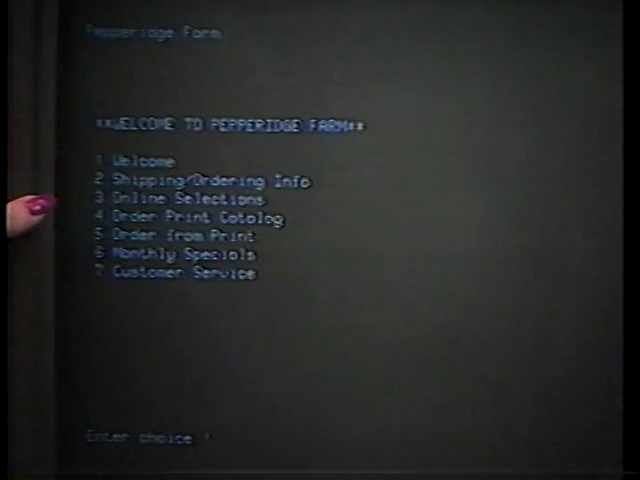 Pepperidge Farm
**WELCOME TO PEPPERIDGE FARM**
1 Welcome
2 Shipping/Ordering Info
3 Online Selections
4 Order Print Catalog
5 Order from Print
6 Monthly Specials
7 Customer Service
Enter choice !